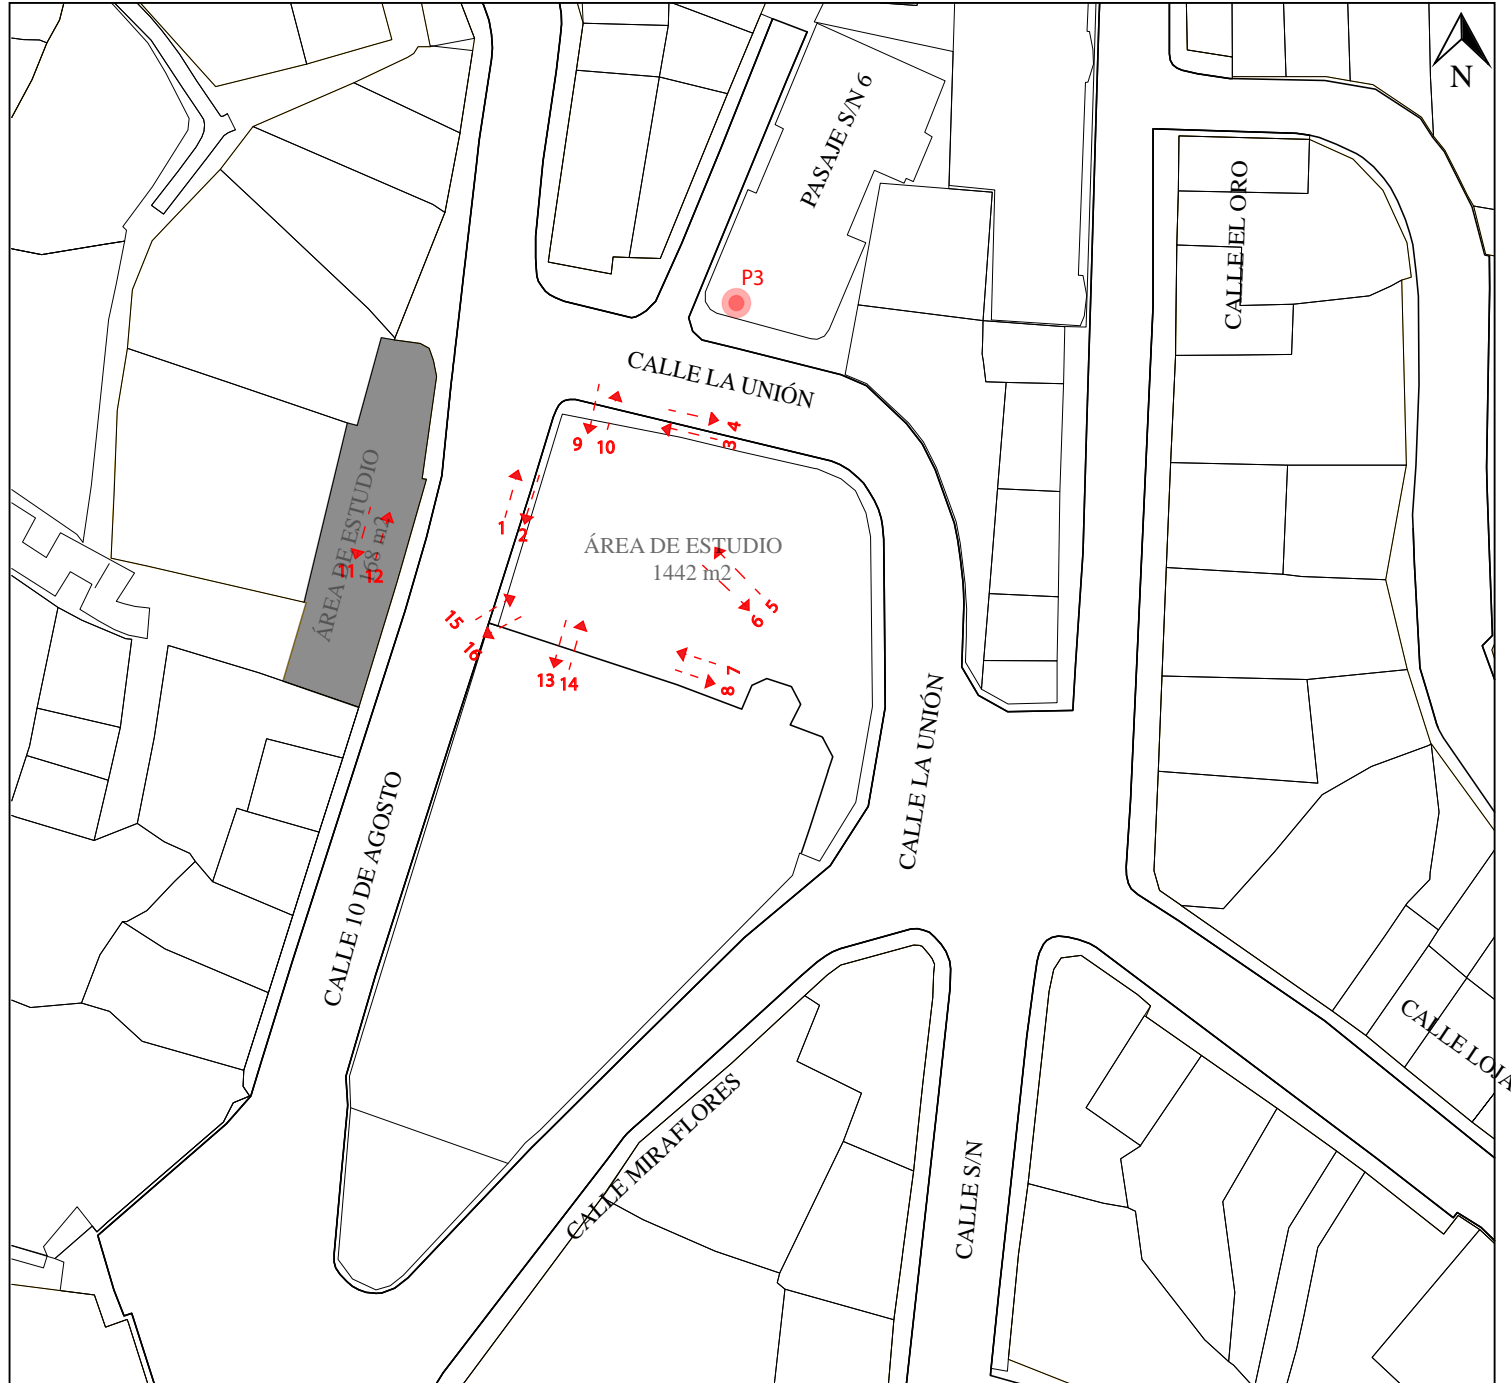 N
PASAJE S/N 6
CALLE EL ORO
P3
CALLE LA UNIÓN
9
10
4
3
1
2
ÁREA DE ESTUDIO
168 m2
11
12
ÁREA DE ESTUDIO
1442 m2
5
6
15
16
13
14
7
8
CALLE LA UNIÓN
CALLE 10 DE AGOSTO
CALLE LOJA
CALLE MIRAFLORES
CALLE S/N